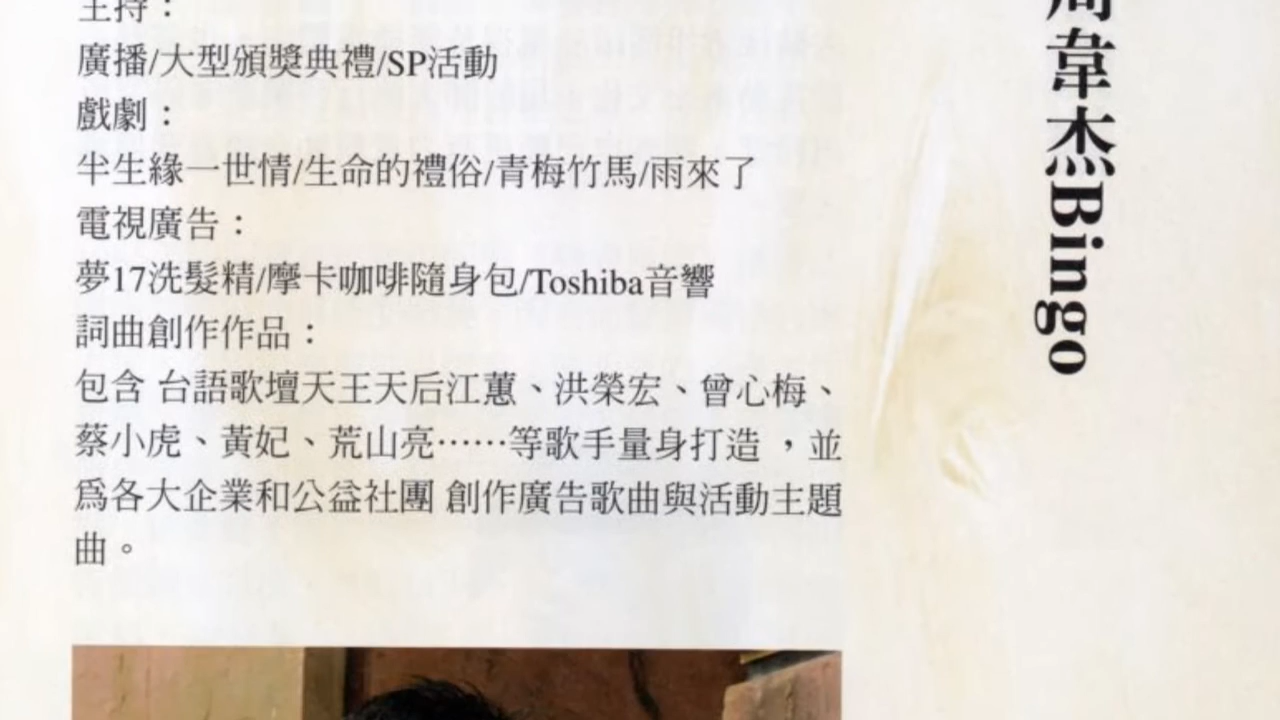 主持：
廣播/大型頒獎典禮/SP活動
戲劇：
半生緣一世情/生命的禮俗/青梅竹馬/雨來了
電視廣告：
夢17洗髮精/摩卡咖啡隨身包/Toshiba音響
詞曲創作作品：
包含 台語歌壇天王天后江蕙、洪榮宏、曾心梅、
蔡小虎、黃妃、荒山亮⋯⋯等歌手量身打造 ，並
爲各大企業和公益社團 創作廣告歌曲與活動主題
曲。
周韋杰Bingo